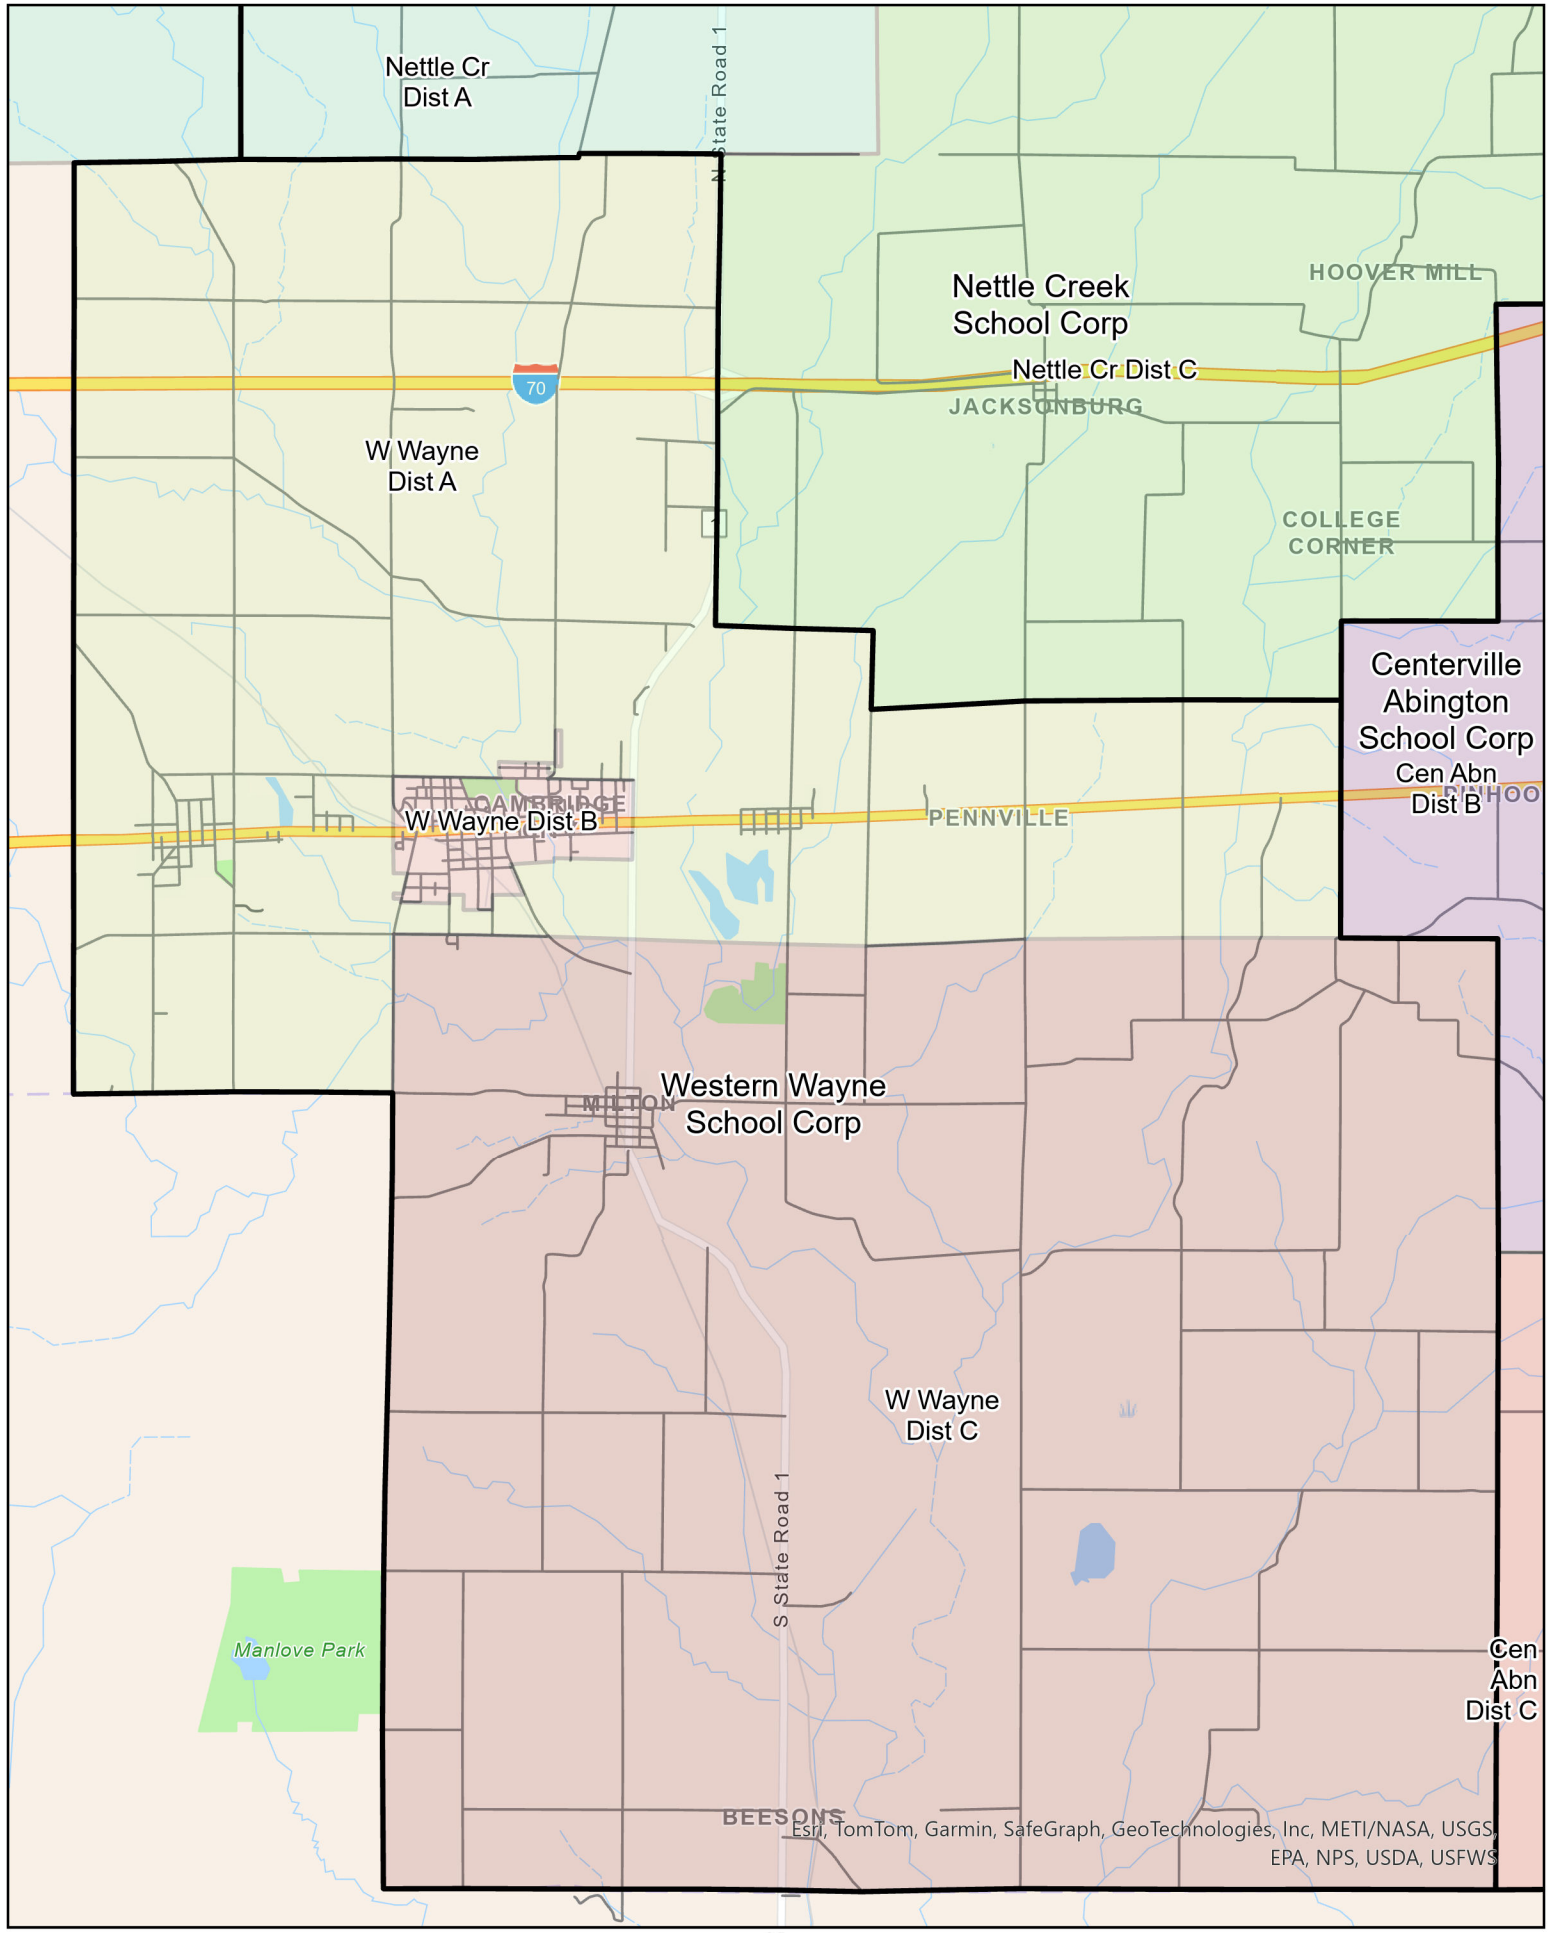 Nettle Cr
Dist A
N State Road 1
HOOVER MILL
Nettle Creek
School Corp
Nettle Cr Dist C
70
JACKSONBURG
W Wayne
Dist A
1
COLLEGE
CORNER
Centerville
Abington
School Corp
Cen Abn
Dist B
PINHOO
CAMBRIDGE
W Wayne Dist B
PENNVILLE
Western Wayne
School Corp
MILTON
W Wayne
Dist C
S State Road 1
Manlove Park
Cen
Abn
Dist C
BEESONS
Esri, TomTom, Garmin, SafeGraph, GeoTechnologies, Inc, METI/NASA, USGS,
EPA, NPS, USDA, USFWS